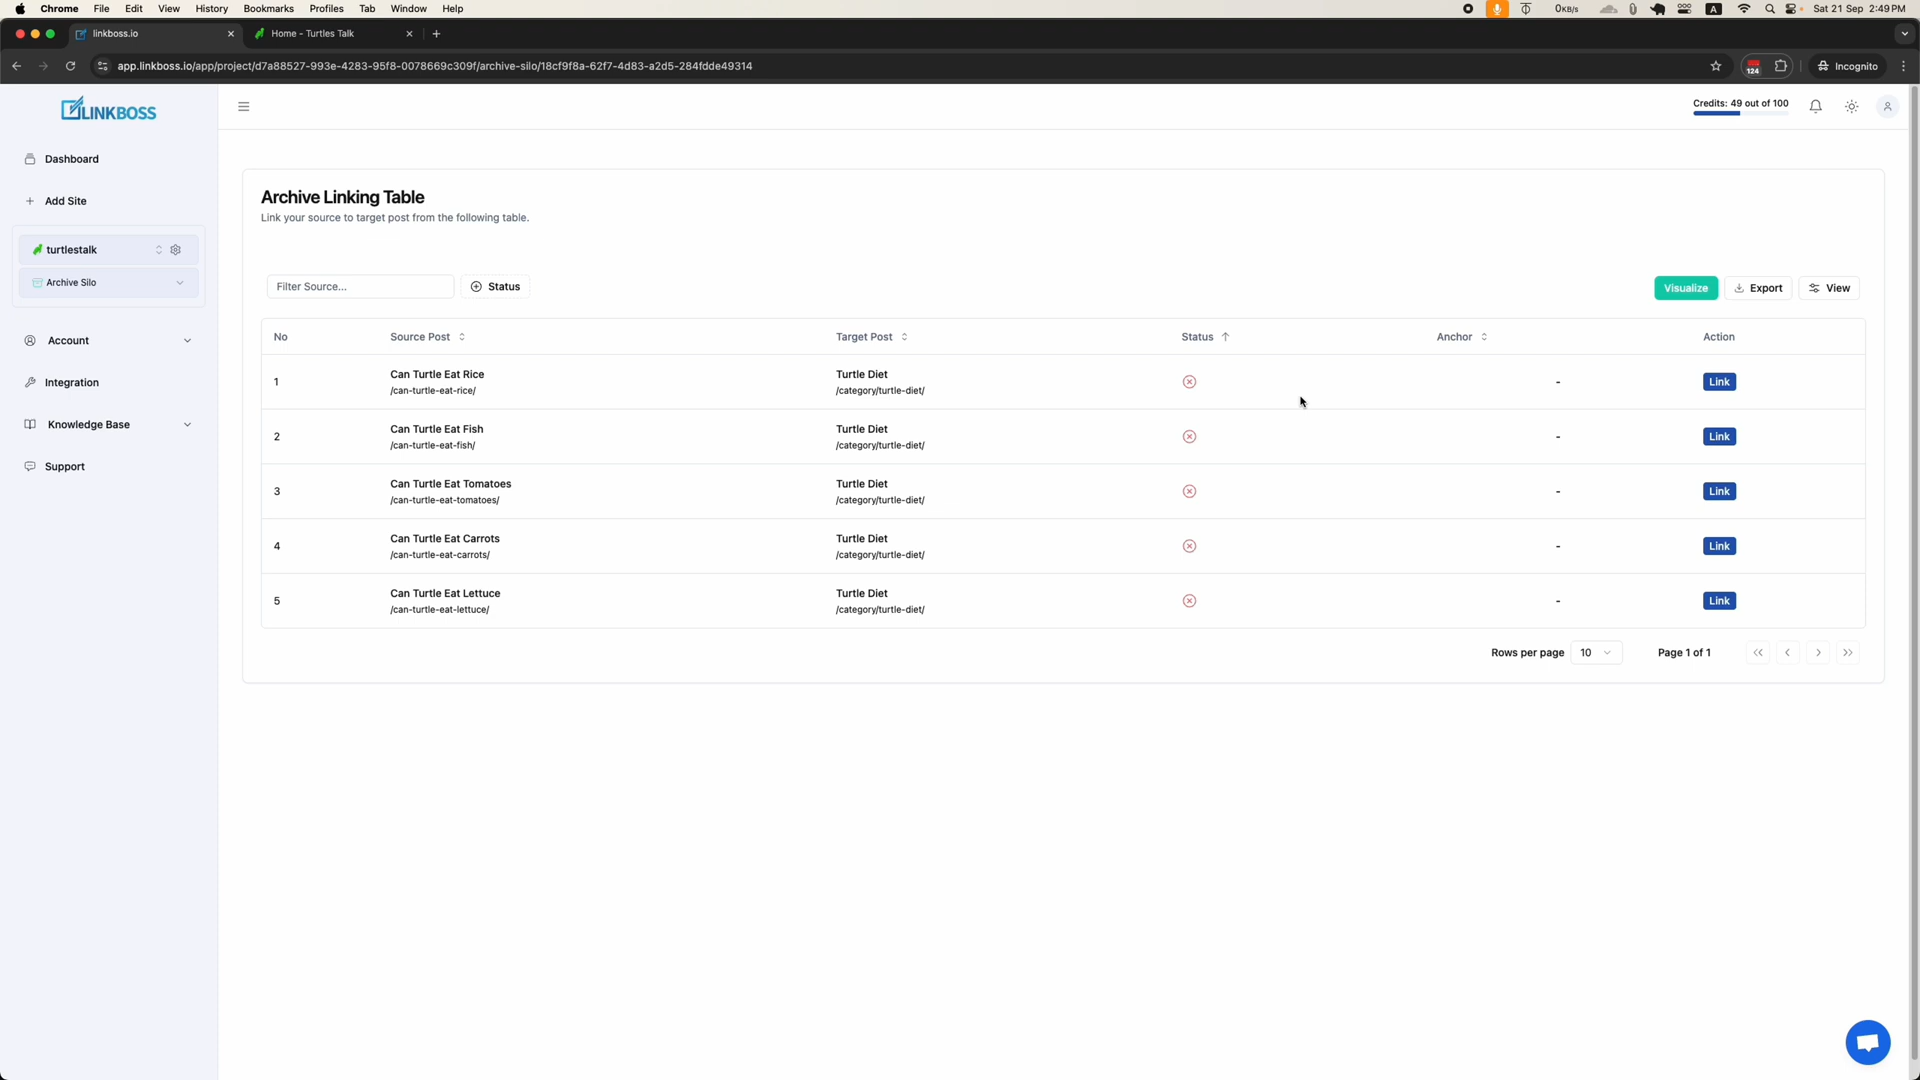 Chrome File Edit View History Bookmarks Profiles Tab Window Help
0KB/s A Sat 21 Sep 2:49PM
linkboss.io Home - Turtles Talk
app.linkboss.io/app/project/d7a88527-993e-4283-95f8-0078669c309f/archive-silo/18cf9f8a-62f7-4d83-a2d5-284fdde49314
124
Incognito
LINKBOSS
Credits: 49 out of 100
Dashboard
Add Site
turtlestalk
Archive Silo
Account
Integration
Knowledge Base
Support
Archive Linking Table
Link your source to target post from the following table.
Filter Source... Status
Visualize Export View
No Source Post Target Post Status Anchor Action
1 Can Turtle Eat Rice Turtle Diet - Link
/can-turtle-eat-rice/ /category/turtle-diet/
2 Can Turtle Eat Fish Turtle Diet - Link
/can-turtle-eat-fish/ /category/turtle-diet/
3 Can Turtle Eat Tomatoes Turtle Diet - Link
/can-turtle-eat-tomatoes/ /category/turtle-diet/
4 Can Turtle Eat Carrots Turtle Diet - Link
/can-turtle-eat-carrots/ /category/turtle-diet/
5 Can Turtle Eat Lettuce Turtle Diet - Link
/can-turtle-eat-lettuce/ /category/turtle-diet/
Rows per page 10 Page 1 of 1